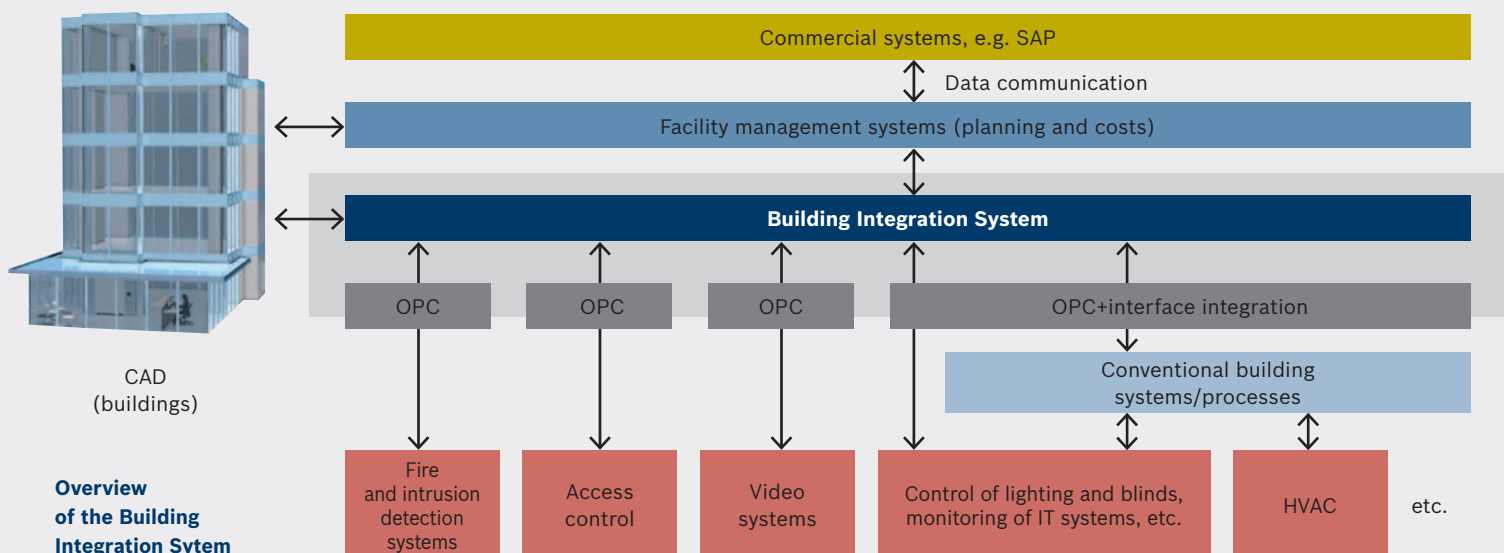 Commercial systems, e.g. SAP
Data communication
Facility management systems (planning and costs)
Building Integration System
OPC
OPC
OPC
OPC+interface integration
CAD
(buildings)
Conventional building
systems/processes
Overview
of the Building
Integration Sytem
Fire
and intrusion
detection
systems
Access
control
Video
systems
Control of lighting and blinds,
monitoring of IT systems, etc.
HVAC
etc.